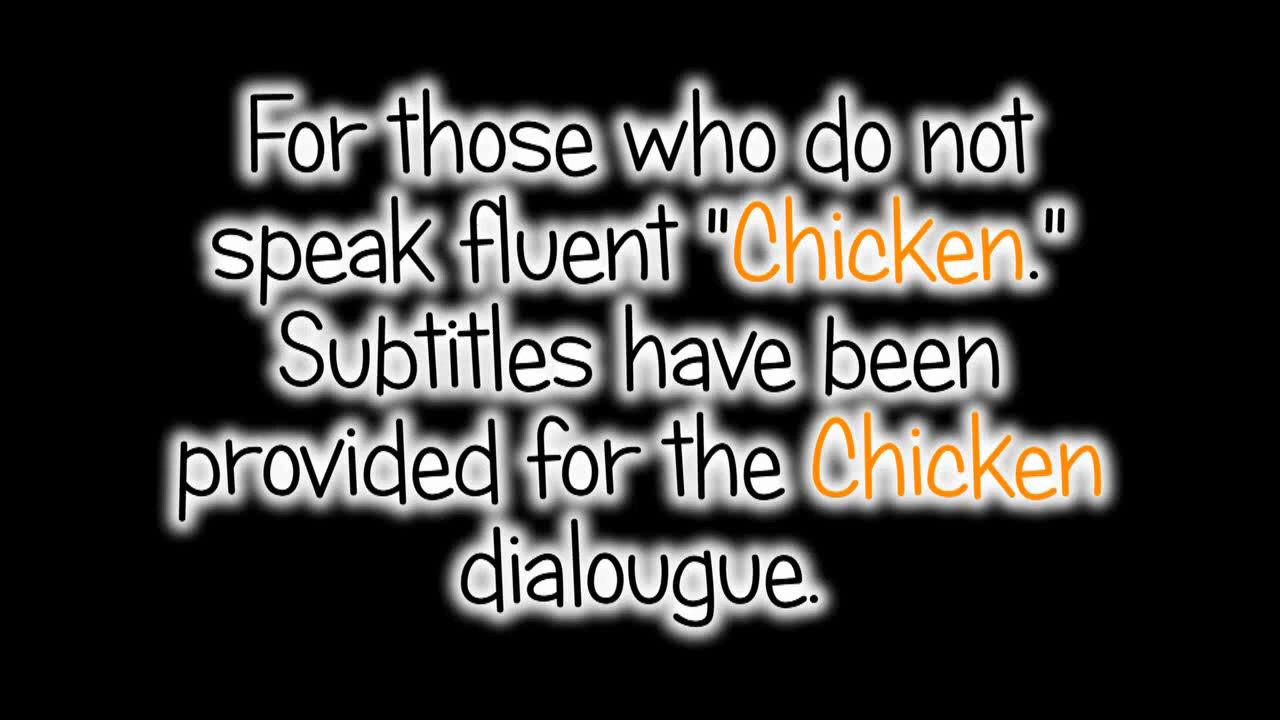 For those who do not
speak fluent "Chicken."
Subtitles have been
provided for the Chicken
dialougue.